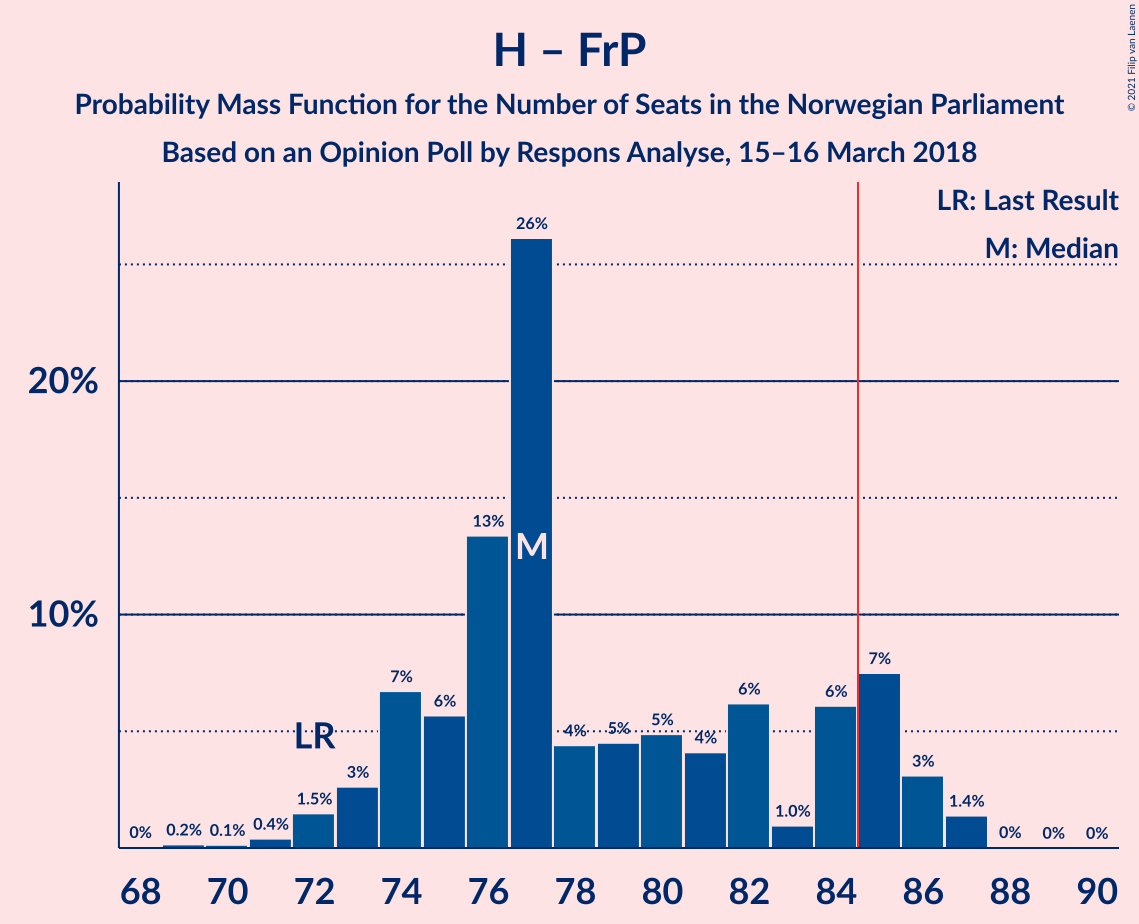 H – FrP
Probability Mass Function for the Number of Seats in the Norwegian Parliament
Based on an Opinion Poll by Respons Analyse, 15–16 March 2018
© 2021 Filip van Laenen
LR: Last Result
M: Median
20%
10%
0% 0.2% 0.1% 0.4% 1.5% 3% 7% 6% 13% 26% 4% 5% 5% 4% 6% 1.0% 6% 7% 3% 1.4% 0% 0% 0%
LR
M
68 70 72 74 76 78 80 82 84 86 88 90